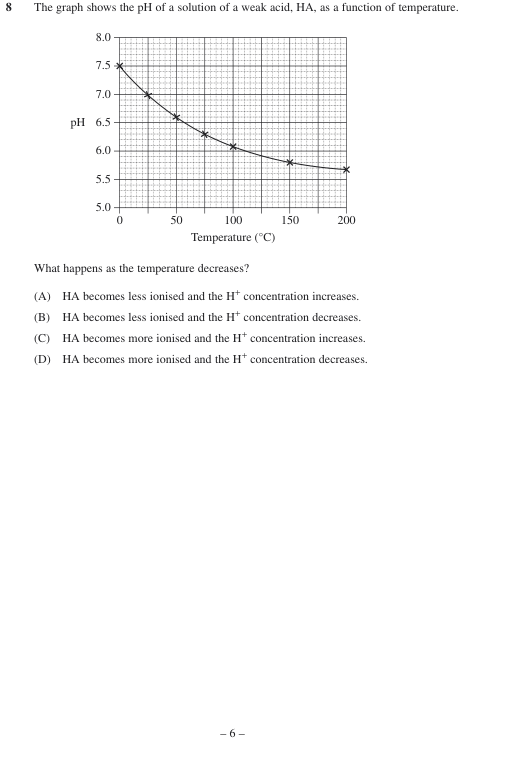 8 The graph shows the pH of a solution of a weak acid, HA, as a function of temperature.
8.0
7.5
7.0
pH 6.5
6.0
5.5
5.0
0 50 100 150 200
Temperature (°C)
What happens as the temperature decreases?
(A) HA becomes less ionised and the H⁺ concentration increases.
(B) HA becomes less ionised and the H⁺ concentration decreases.
(C) HA becomes more ionised and the H⁺ concentration increases.
(D) HA becomes more ionised and the H⁺ concentration decreases.
– 6 –